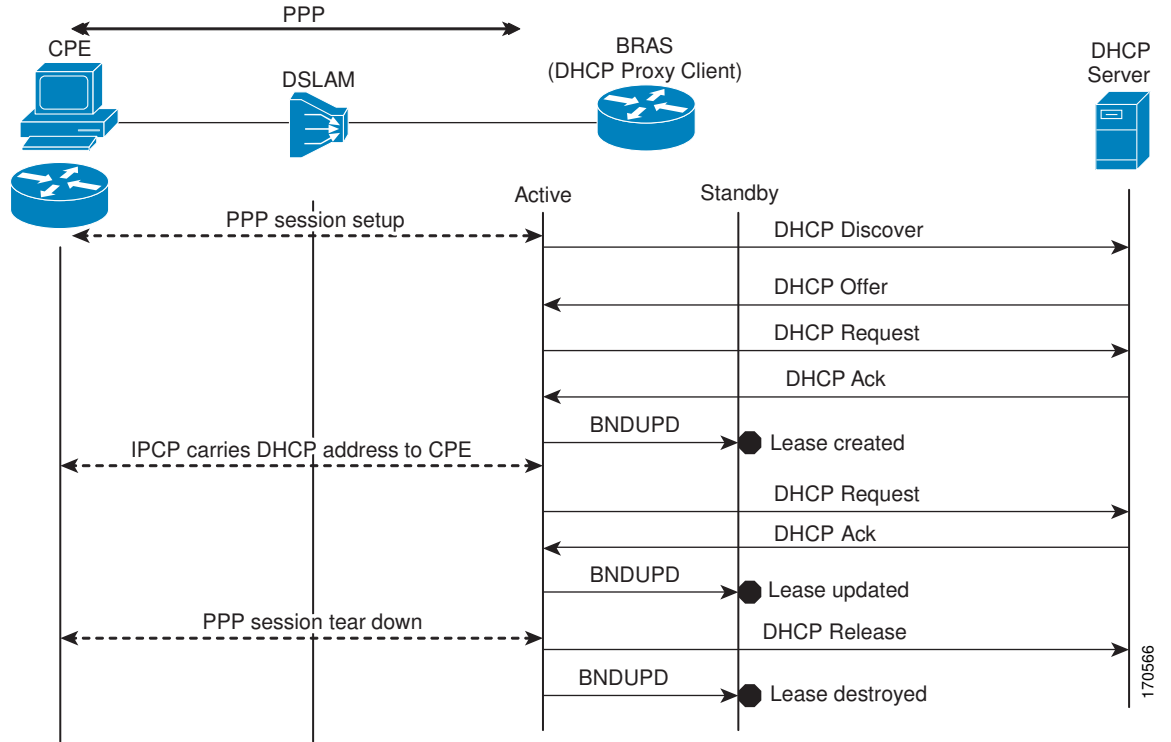 PPP
CPE
DSLAM
BRAS
(DHCP Proxy Client)
DHCP
Server
Active
Standby
PPP session setup
DHCP Discover
DHCP Offer
DHCP Request
DHCP Ack
BNDUPD
Lease created
IPCP carries DHCP address to CPE
DHCP Request
DHCP Ack
BNDUPD
Lease updated
PPP session tear down
DHCP Release
BNDUPD
Lease destroyed
170566